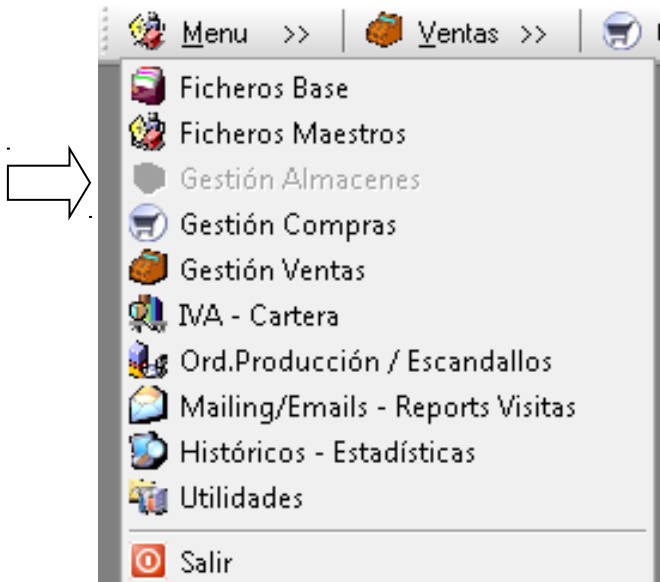 Menu >> Ventas >>
Ficheros Base
Ficheros Maestros
Gestión Almacenes
Gestión Compras
Gestión Ventas
IVA - Cartera
Ord.Producción / Escandallos
Mailing/Emails - Reports Visitas
Históricos - Estadísticas
Utilidades
Salir